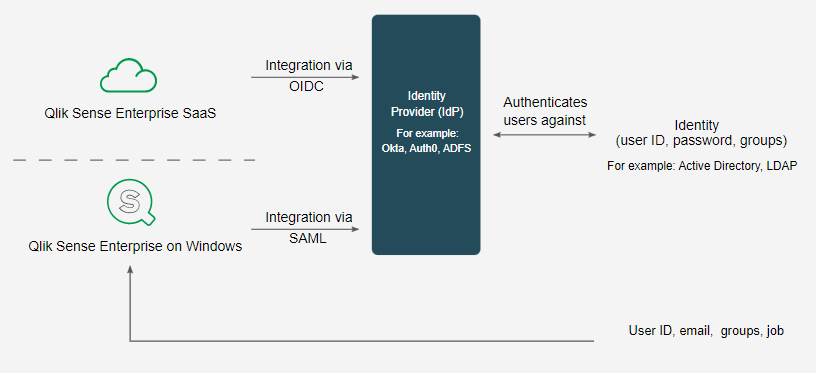 Integration via
OIDC
Qlik Sense Enterprise SaaS
Identity
Provider (IdP)
For example:
Okta, Auth0, ADFS
Authenticates
users against
Identity
(user ID, password, groups)
For example: Active Directory, LDAP
S
Qlik Sense Enterprise on Windows
Integration via
SAML
User ID, email, groups, job